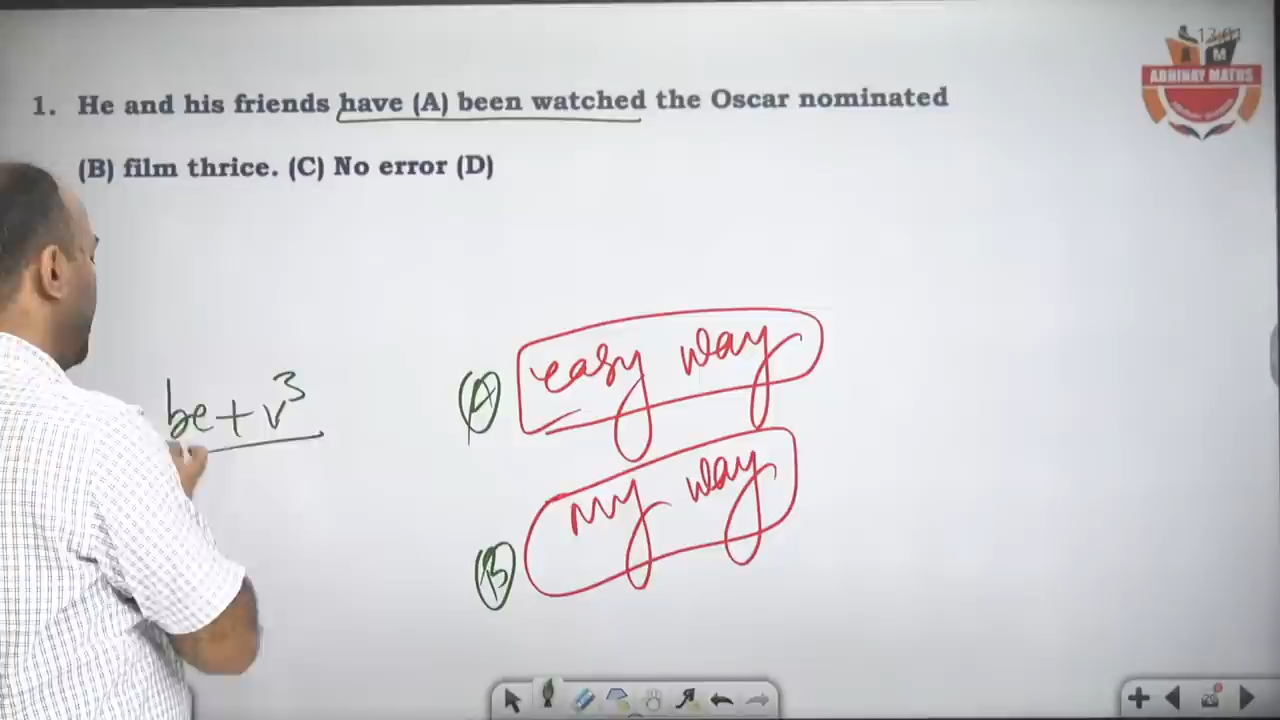 1. He and his friends have (A) been watched the Oscar nominated
(B) film thrice. (C) No error (D)
be + v3
(A) easy way
(B) my way
ABHINAY MATHS
A M